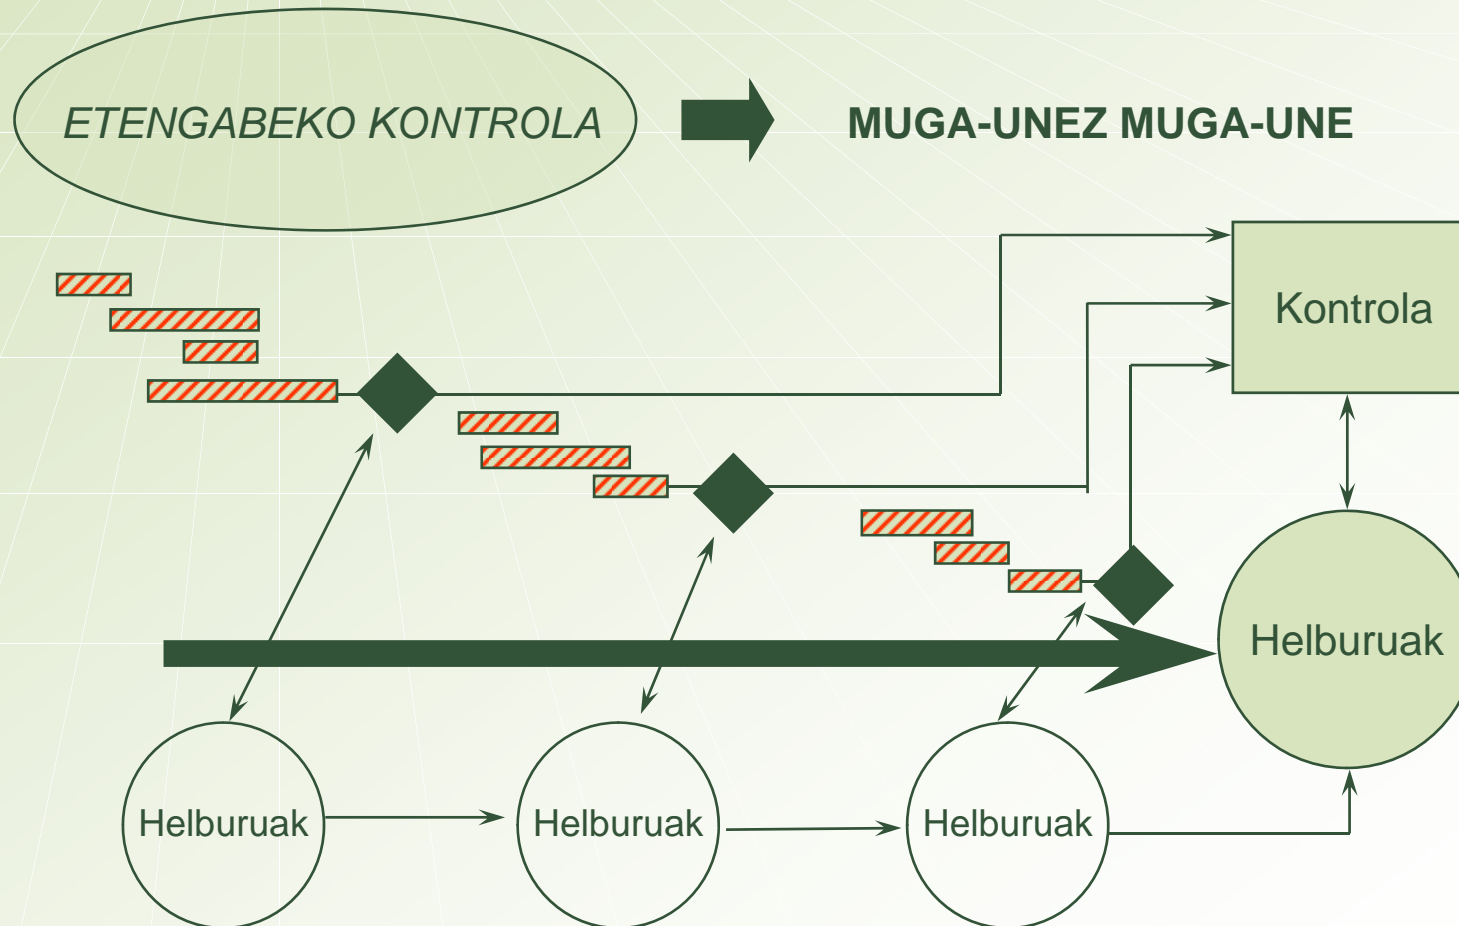 ETENGABEKO KONTROLA
MUGA-UNEZ MUGA-UNE
Kontrola
Helburuak
Helburuak
Helburuak
Helburuak